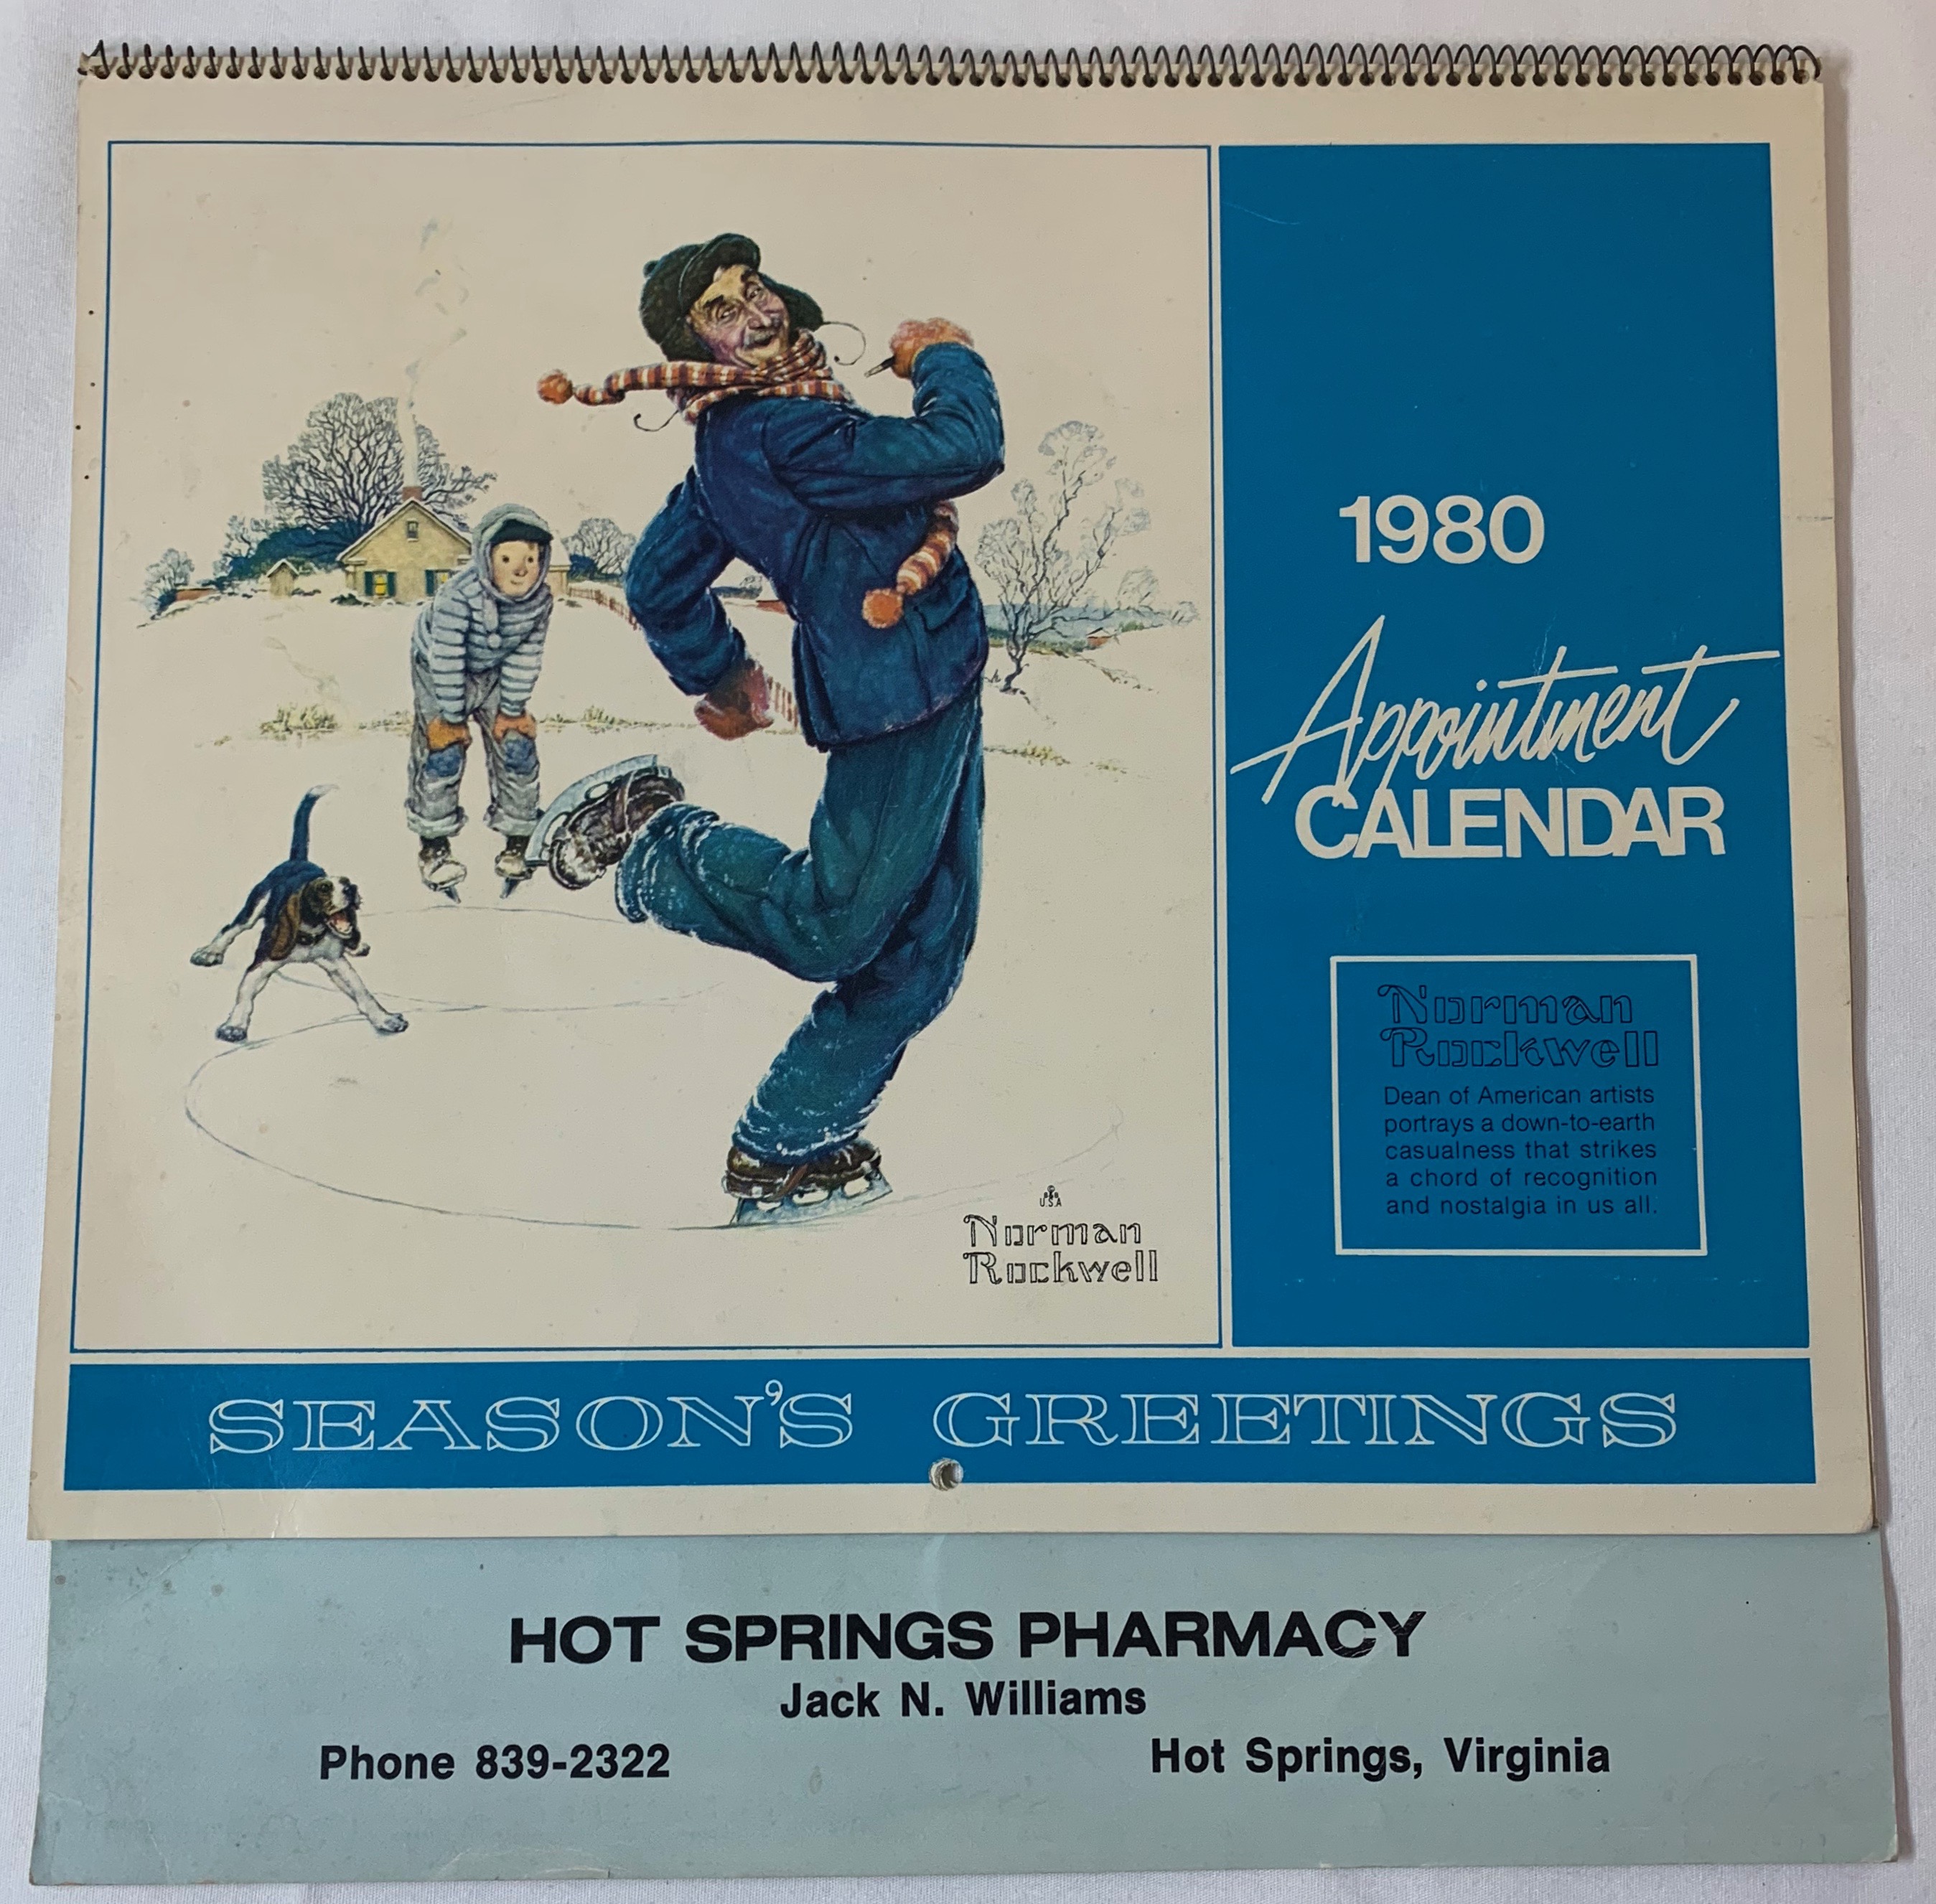 1980
Appointment
CALENDAR
Norman
Rockwell
Dean of American artists
portrays a down-to-earth
casualness that strikes
a chord of recognition
and nostalgia in us all.
USA
Norman
Rockwell
SEASON'S GREETINGS
HOT SPRINGS PHARMACY
Jack N. Williams
Phone 839-2322
Hot Springs, Virginia